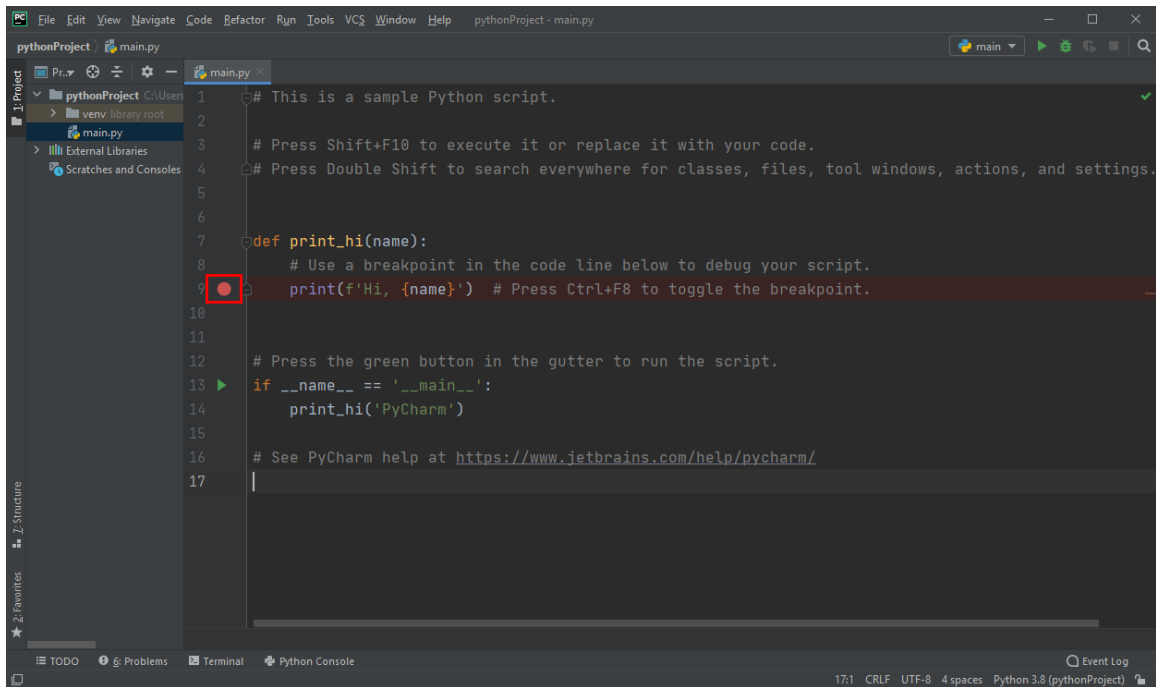 PC File Edit View Navigate Code Refactor Run Tools VCS Window Help pythonProject - main.py
pythonProject main.py main
1: Project Pr... main.py
pythonProject C:\Users
venv library root
main.py
External Libraries
Scratches and Consoles
1 # This is a sample Python script.
2
3 # Press Shift+F10 to execute it or replace it with your code.
4 # Press Double Shift to search everywhere for classes, files, tool windows, actions, and settings.
5
6
7 def print_hi(name):
8 # Use a breakpoint in the code line below to debug your script.
9 print(f'Hi, {name}') # Press Ctrl+F8 to toggle the breakpoint.
10
11
12 # Press the green button in the gutter to run the script.
13 if __name__ == '__main__':
14 print_hi('PyCharm')
15
16 # See PyCharm help at https://www.jetbrains.com/help/pycharm/
17
7: Structure
2: Favorites
TODO 6: Problems Terminal Python Console Event Log
17:1 CRLF UTF-8 4 spaces Python 3.8 (pythonProject)